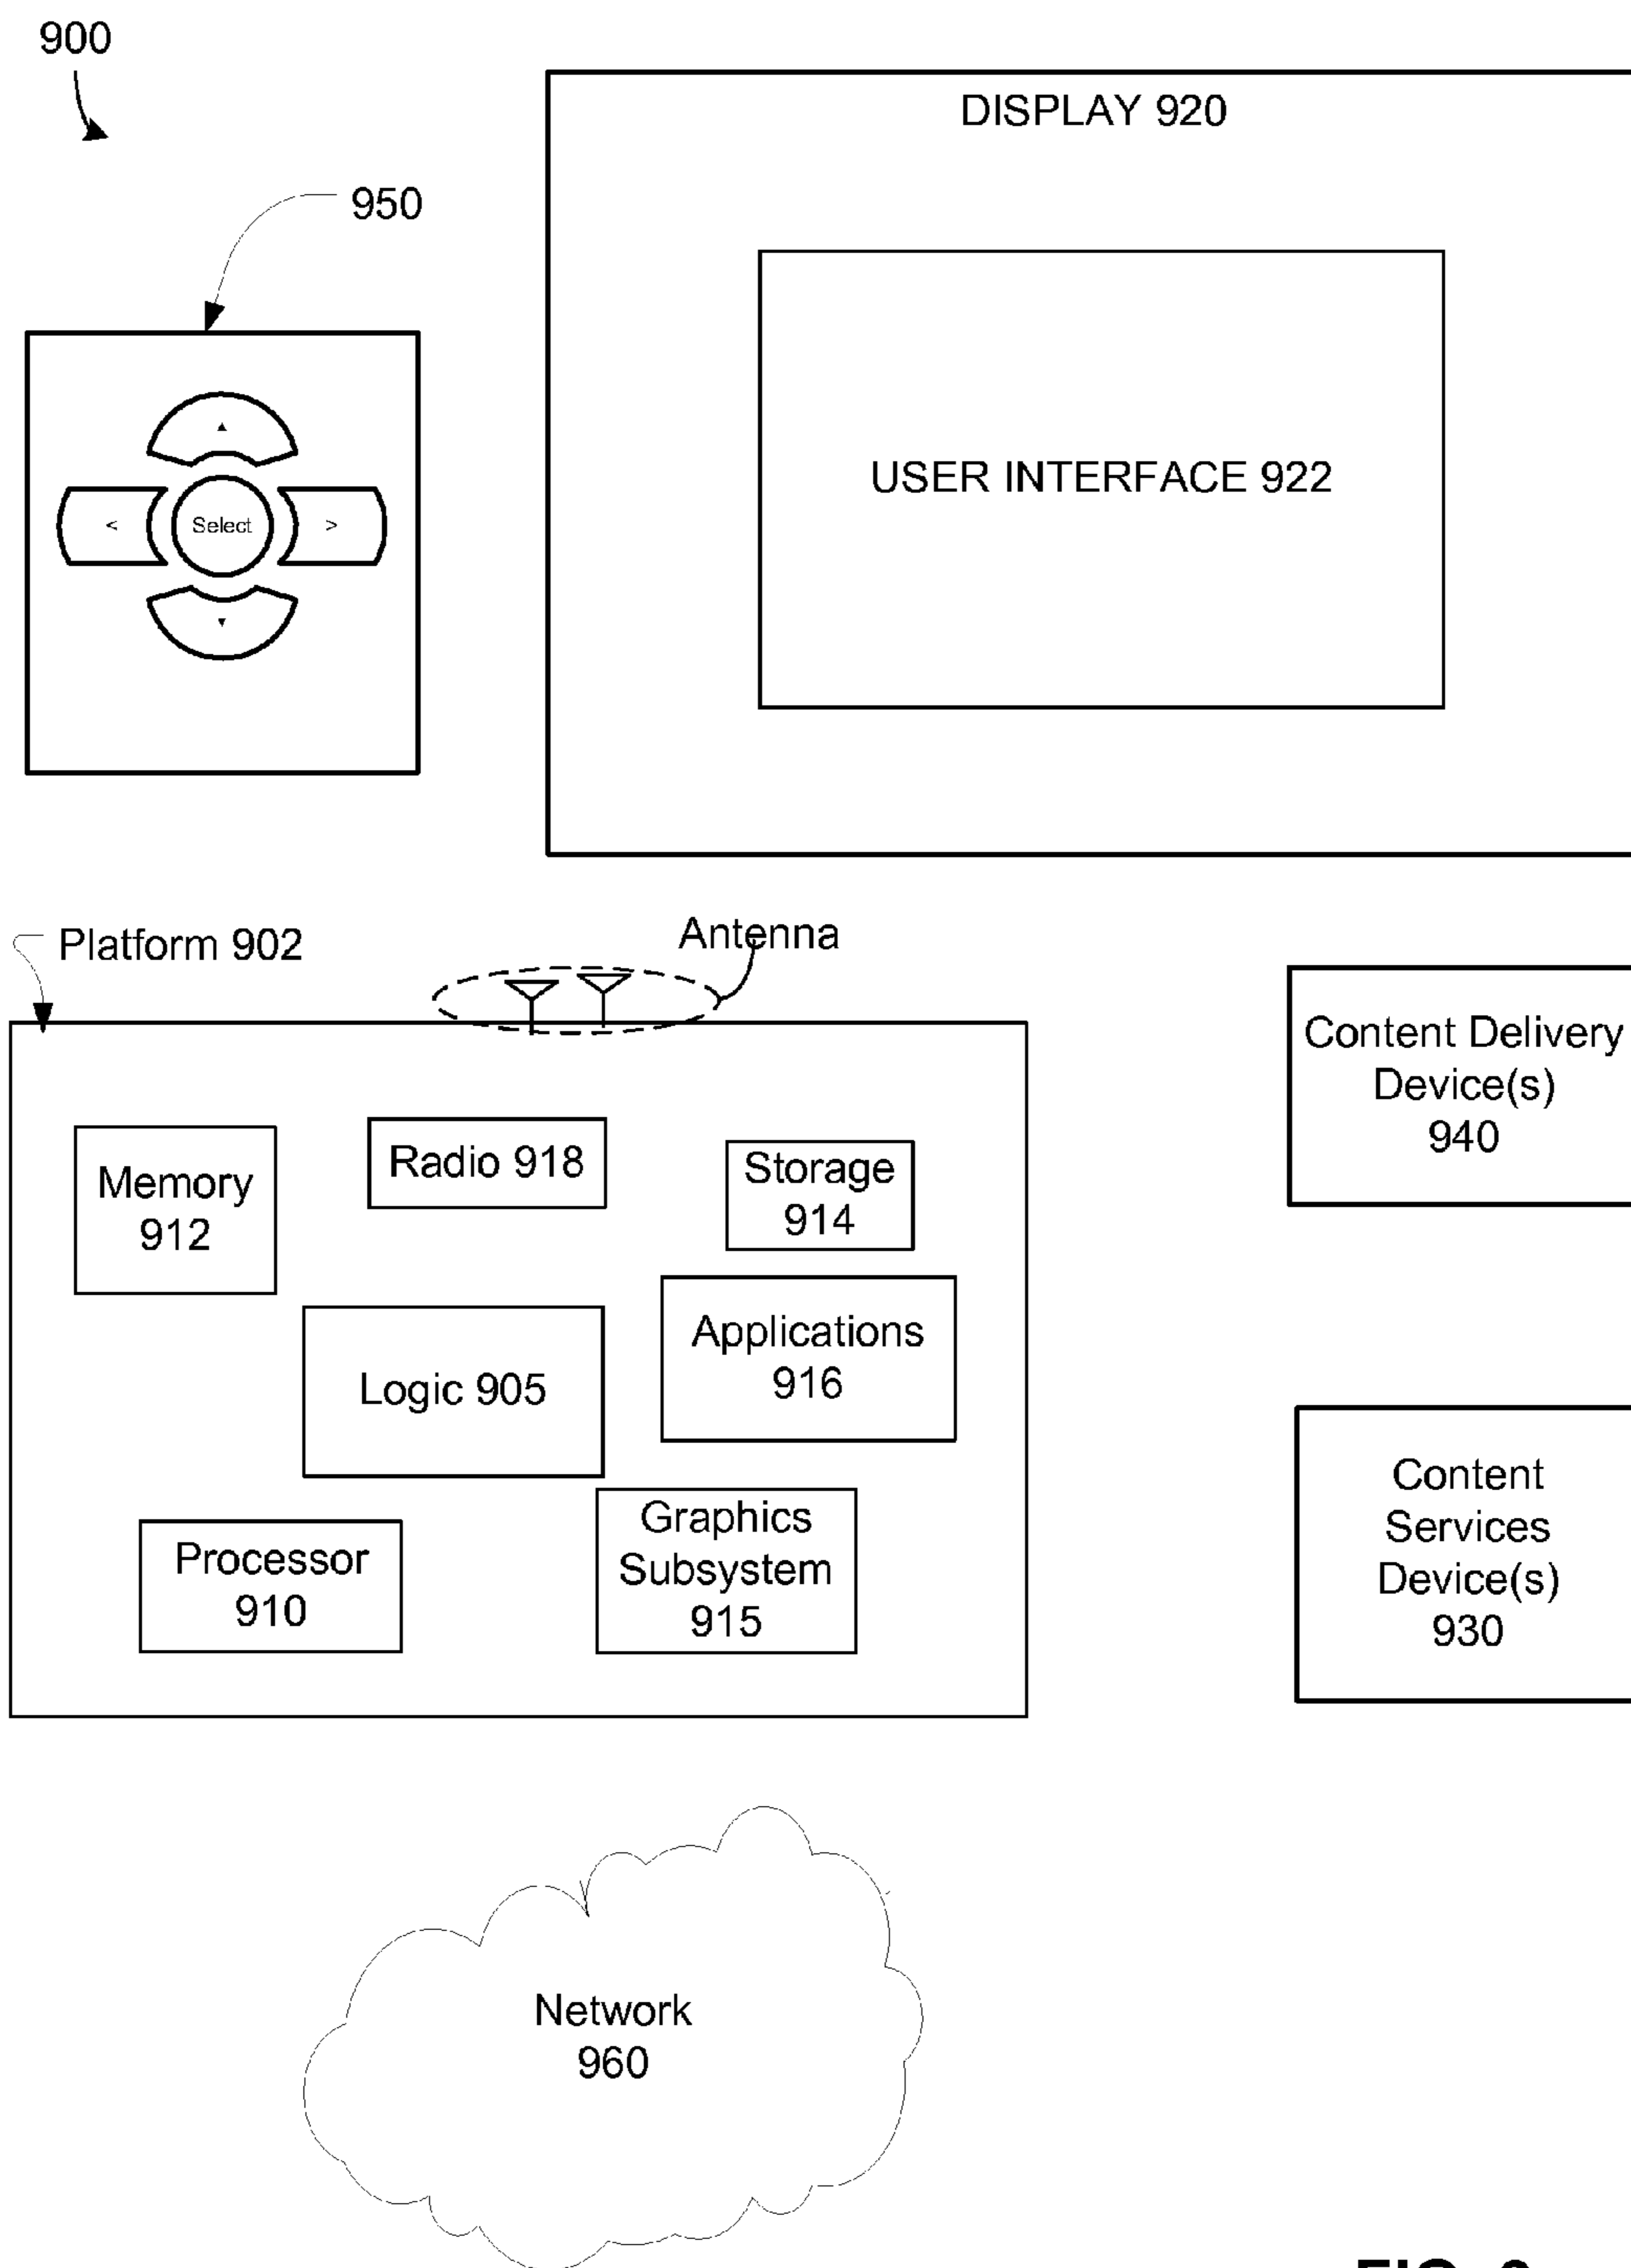 900
DISPLAY 920
950
USER INTERFACE 922
<
Select
>
Platform 902
Antenna
Content Delivery
Device(s)
940
Memory
912
Radio 918
Storage
914
Logic 905
Applications
916
Content
Services
Device(s)
930
Processor
910
Graphics
Subsystem
915
Network
960